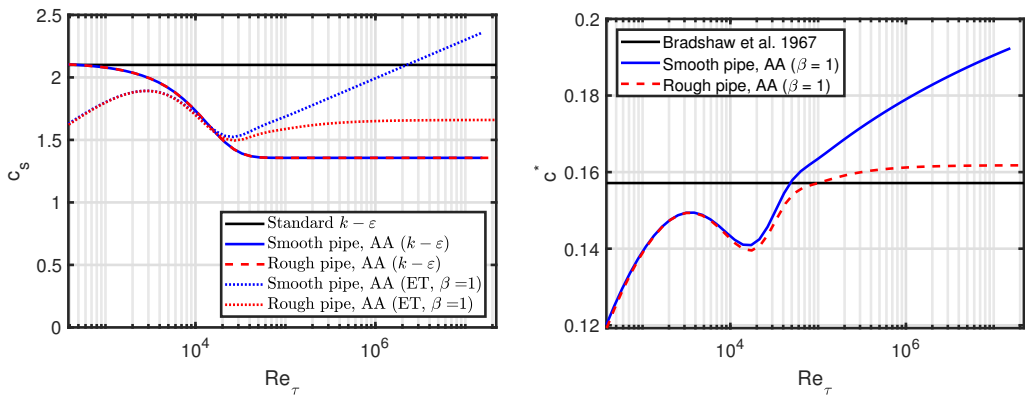 2.5
2
1.5
1
0.5
0
c_s
Standard k − ε
Smooth pipe, AA (k − ε)
Rough pipe, AA (k − ε)
Smooth pipe, AA (ET, β =1)
Rough pipe, AA (ET, β =1)
10^4
10^6
Re_τ
0.2
0.18
0.16
0.14
0.12
c^*
Bradshaw et al. 1967
Smooth pipe, AA (β = 1)
Rough pipe, AA (β = 1)
10^4
10^6
Re_τ